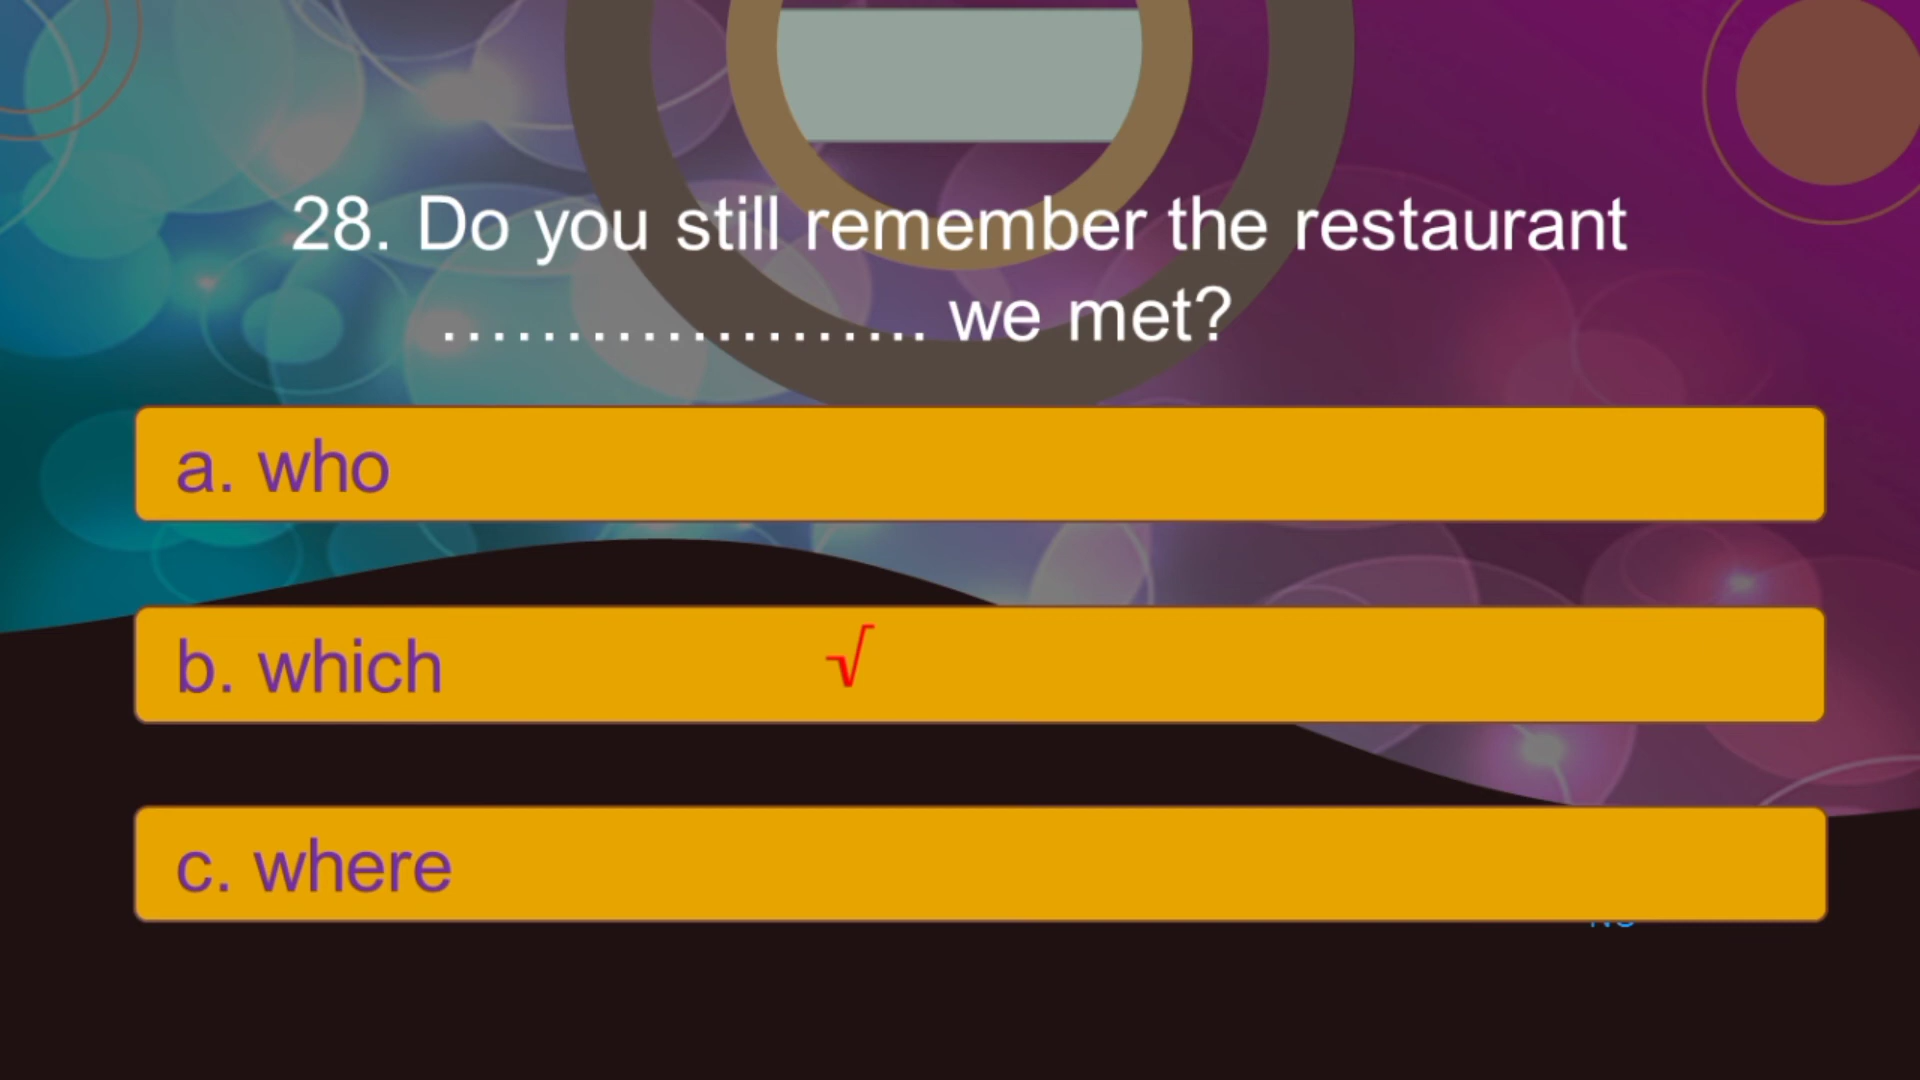 28. Do you still remember the restaurant
.................... we met?
a. who
b. which √
c. where